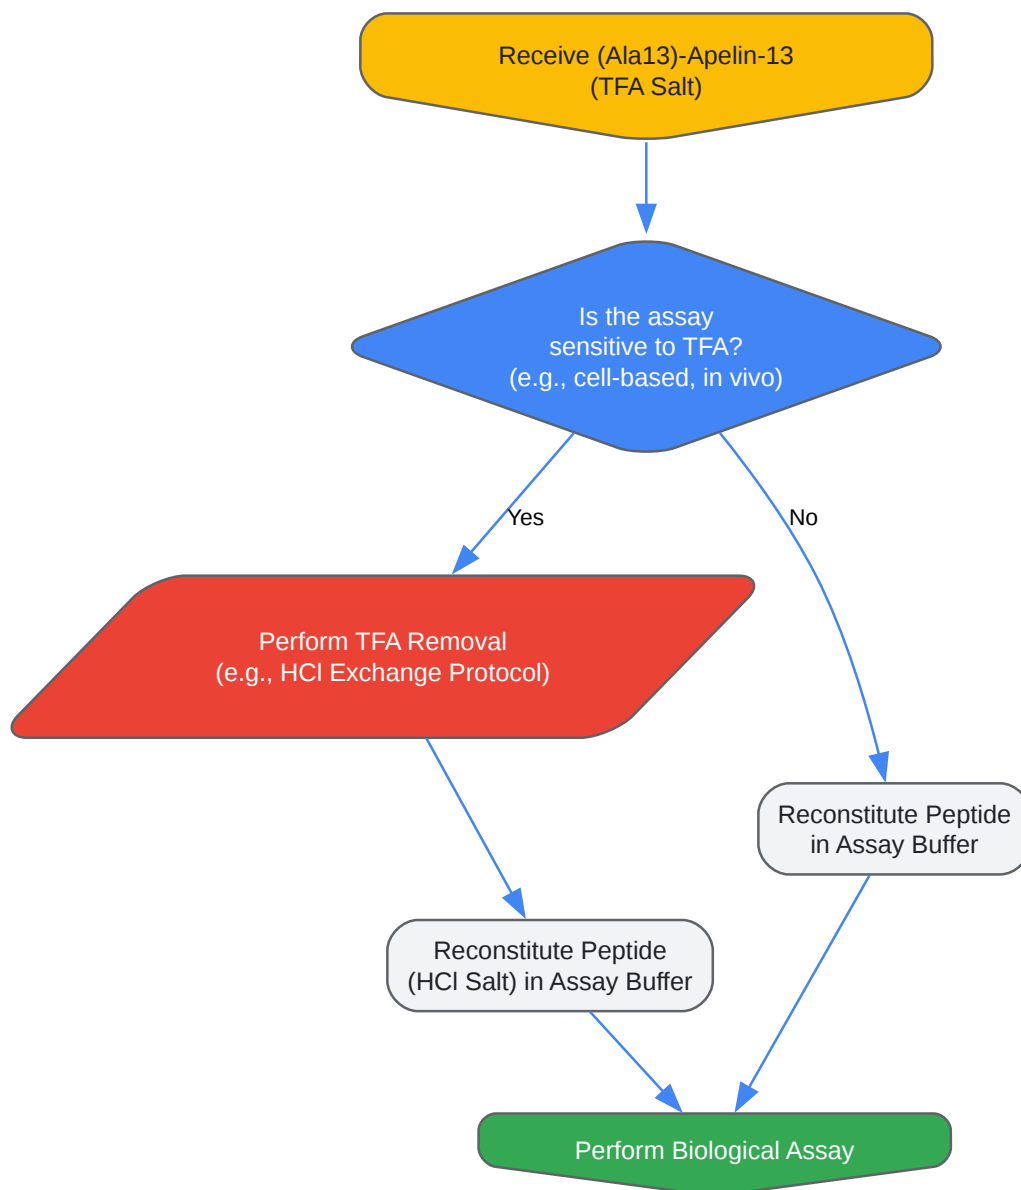 Receive (Ala13)-Apelin-13
(TFA Salt)
Is the assay
sensitive to TFA?
(e.g., cell-based, in vivo)
Yes
No
Perform TFA Removal
(e.g., HCl Exchange Protocol)
Reconstitute Peptide
in Assay Buffer
Reconstitute Peptide
(HCl Salt) in Assay Buffer
Perform Biological Assay